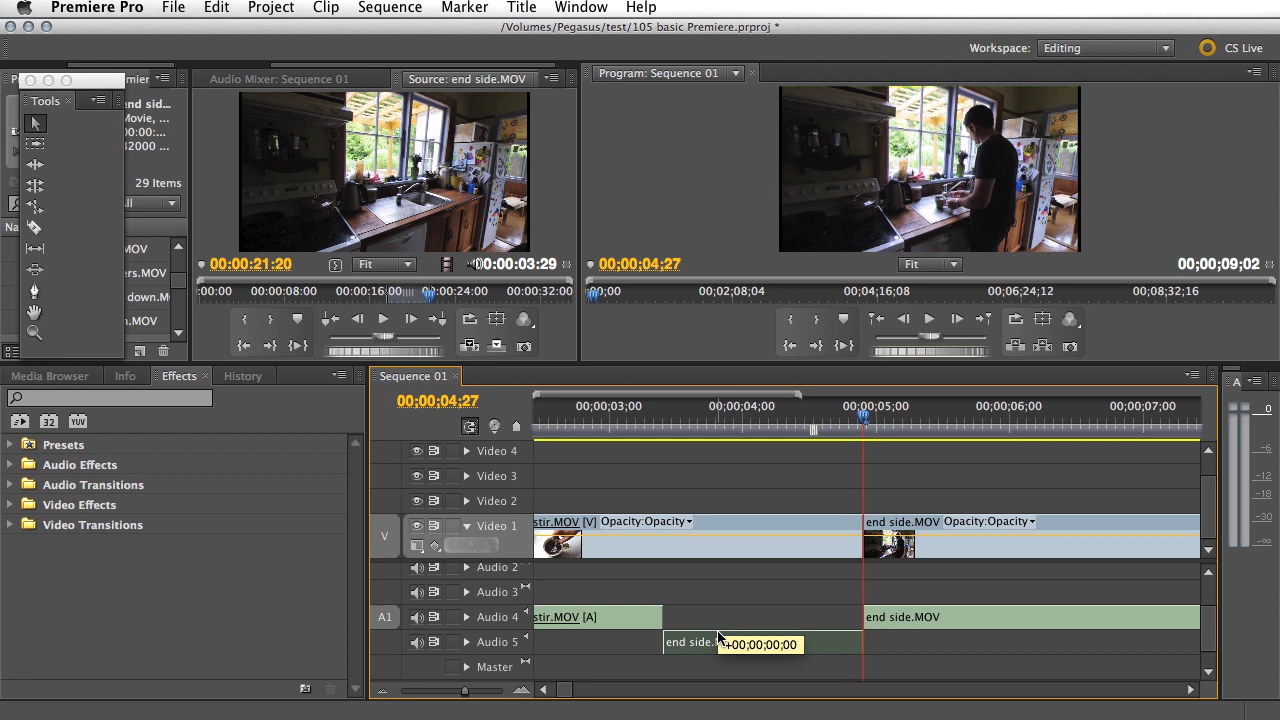 Premiere Pro File Edit Project Clip Sequence Marker Title Window Help
/Volumes/Pegasus/test/105 basic Premiere.prproj *
Workspace: Editing CS Live
Tools
end sid...
Movie, ...
00:00:...
32000 ...
29 Items
Audio Mixer: Sequence 01 Source: end side.MOV
Program: Sequence 01
00:00:21:20 Fit 00:00:03:29
00;00;04;27 Fit 00;00;09;02
:00:00 00:00:08:00 00:00:16:00 00:00:24:00 00:00:32:00
00;00 00;02;08;04 00;04;16;08 00;06;24;12 00;08;32;16
Media Browser Info Effects History
32 YUV
Presets
Audio Effects
Audio Transitions
Video Effects
Video Transitions
Sequence 01
00;00;04;27
00;00;03;00 00;00;04;00 00;00;05;00 00;00;06;00 00;00;07;00
Video 4
Video 3
Video 2
V Video 1 stir.MOV [V] Opacity:Opacity end side.MOV Opacity:Opacity
Audio 2
Audio 3
A1 Audio 4 stir.MOV [A] end side.MOV
Audio 5 end side. +00;00;00;00
Master
A
0
-6
-12
-18
-30
-∞